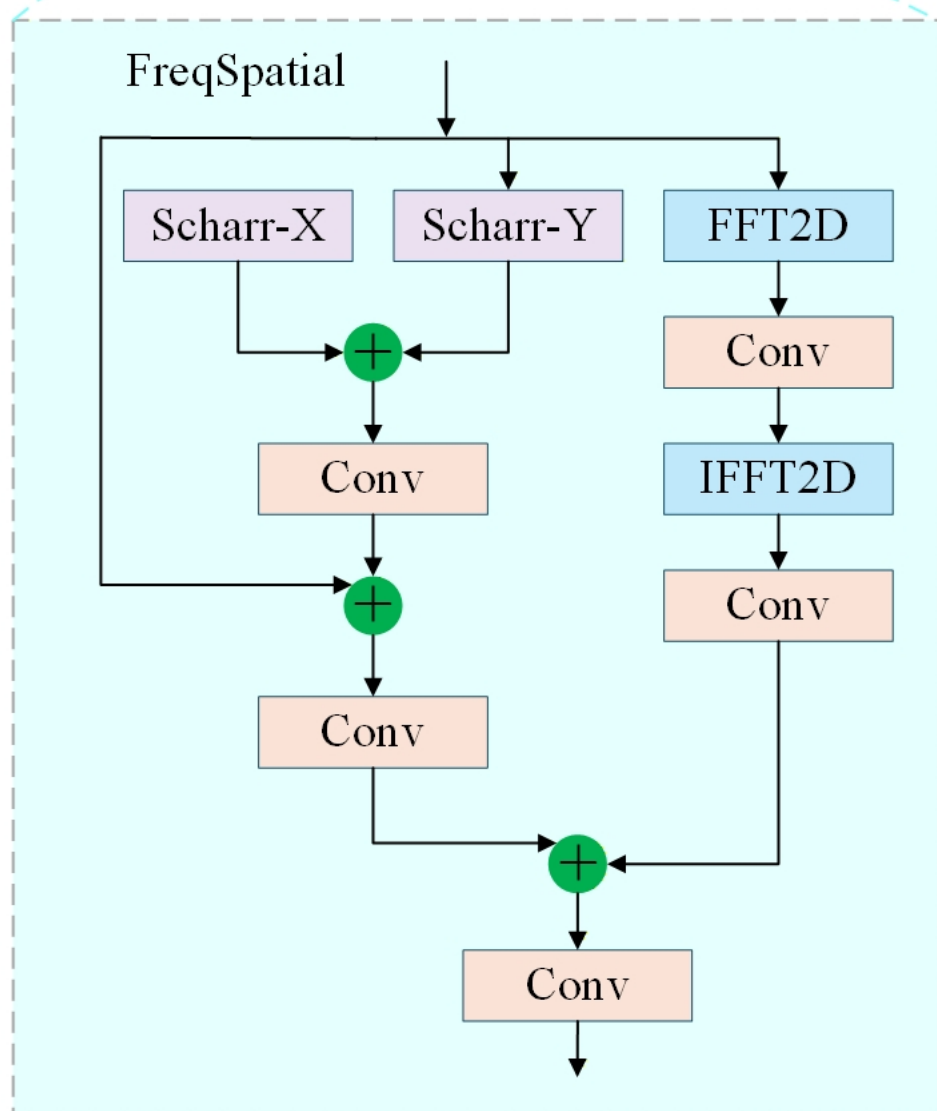 FreqSpatial
Scharr-X
Scharr-Y
FFT2D
+
Conv
Conv
IFFT2D
+
Conv
Conv
+
Conv